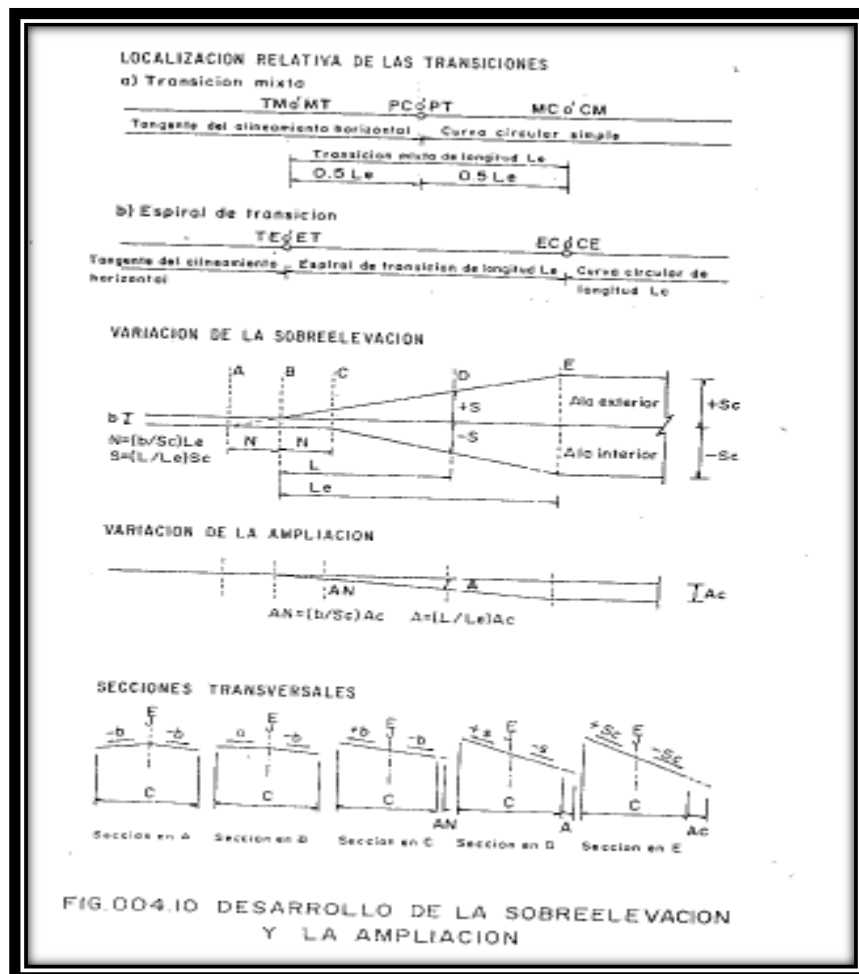 LOCALIZACION RELATIVA DE LAS TRANSICIONES
a) Transicion mixta
TM ó MT PC ó PT MC ó CM
Tangente del alineamiento horizontal Curva circular simple
Transicion mixta de longitud Le
0.5 Le 0.5 Le
b) Espiral de transicion
TE ó ET EC ó CE
Tangente del alineamiento Espiral de transicion de longitud Le Curva circular de
horizontal longitud Lc
VARIACION DE LA SOBREELEVACION
A B C D E
b +S Ala exterior +Sc
N=(b/Sc)Le N N -S
S=(L/Le)Sc Ala interior -Sc
L
Le
VARIACION DE LA AMPLIACION
AN A Ac
AN=(b/Sc)Ac A=(L/Le)Ac
SECCIONES TRANSVERSALES
-b -b -b +b -b +s -s +Sc -Sc
C C C C C
AN A Ac
Seccion en A Seccion en B Seccion en C Seccion en D Seccion en E
FIG.004.10 DESARROLLO DE LA SOBREELEVACION
Y LA AMPLIACION